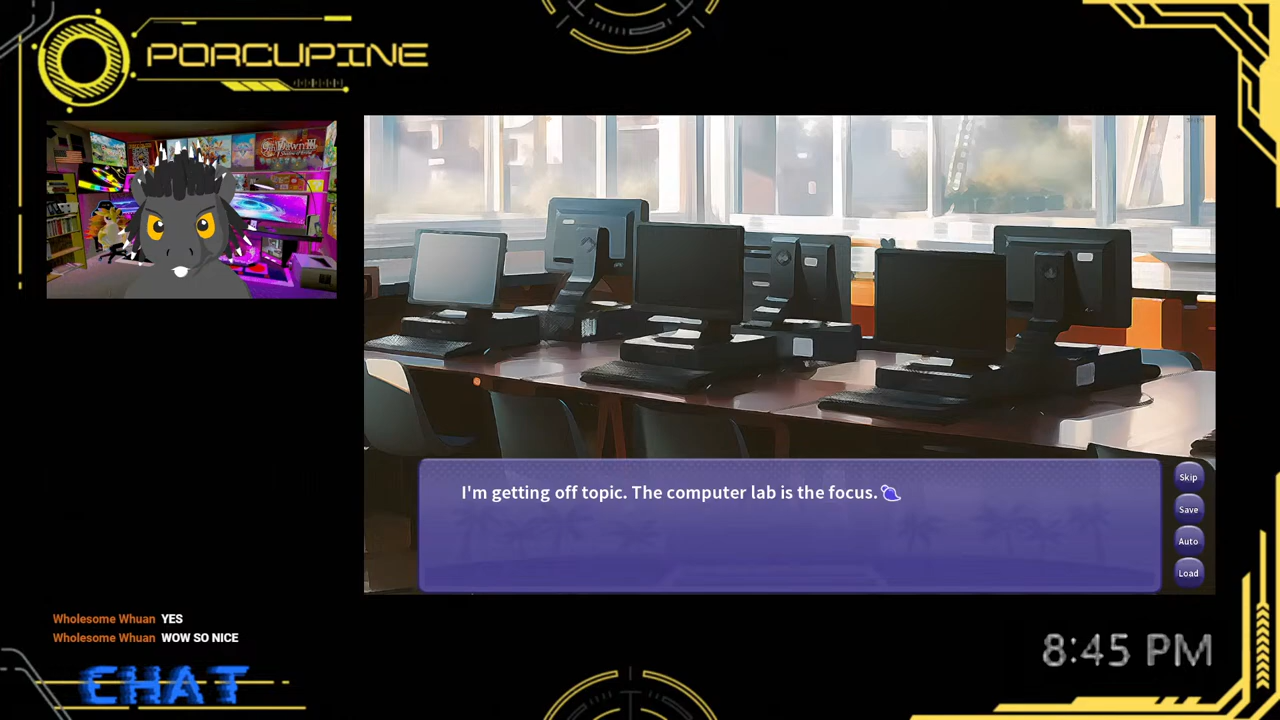 PORCUPINE
I'm getting off topic. The computer lab is the focus.
Skip
Save
Auto
Load
Wholesome Whuan YES
Wholesome Whuan WOW SO NICE
8:45 PM
CHAT